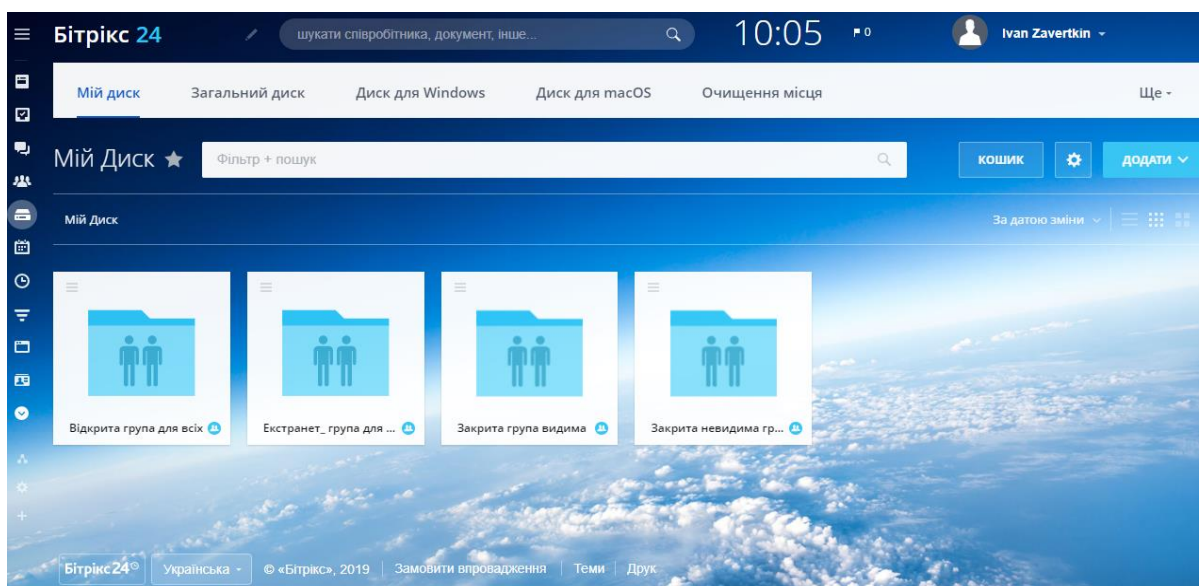 Бітрікс 24
шукати співробітника, документ, інше...
10:05
0
Ivan Zavertkin
Мій диск
Загальний диск
Диск для Windows
Диск для macOS
Очищення місця
Ще
Мій Диск
Фільтр + пошук
КОШИК
ДОДАТИ
Мій Диск
За датою зміни
Відкрита група для всіх
Екстранет_ група для ...
Закрита група видима
Закрита невидима гр...
Бітрікс24
Українська
© «Бітрікс», 2019
Замовити впровадження
Теми
Друк